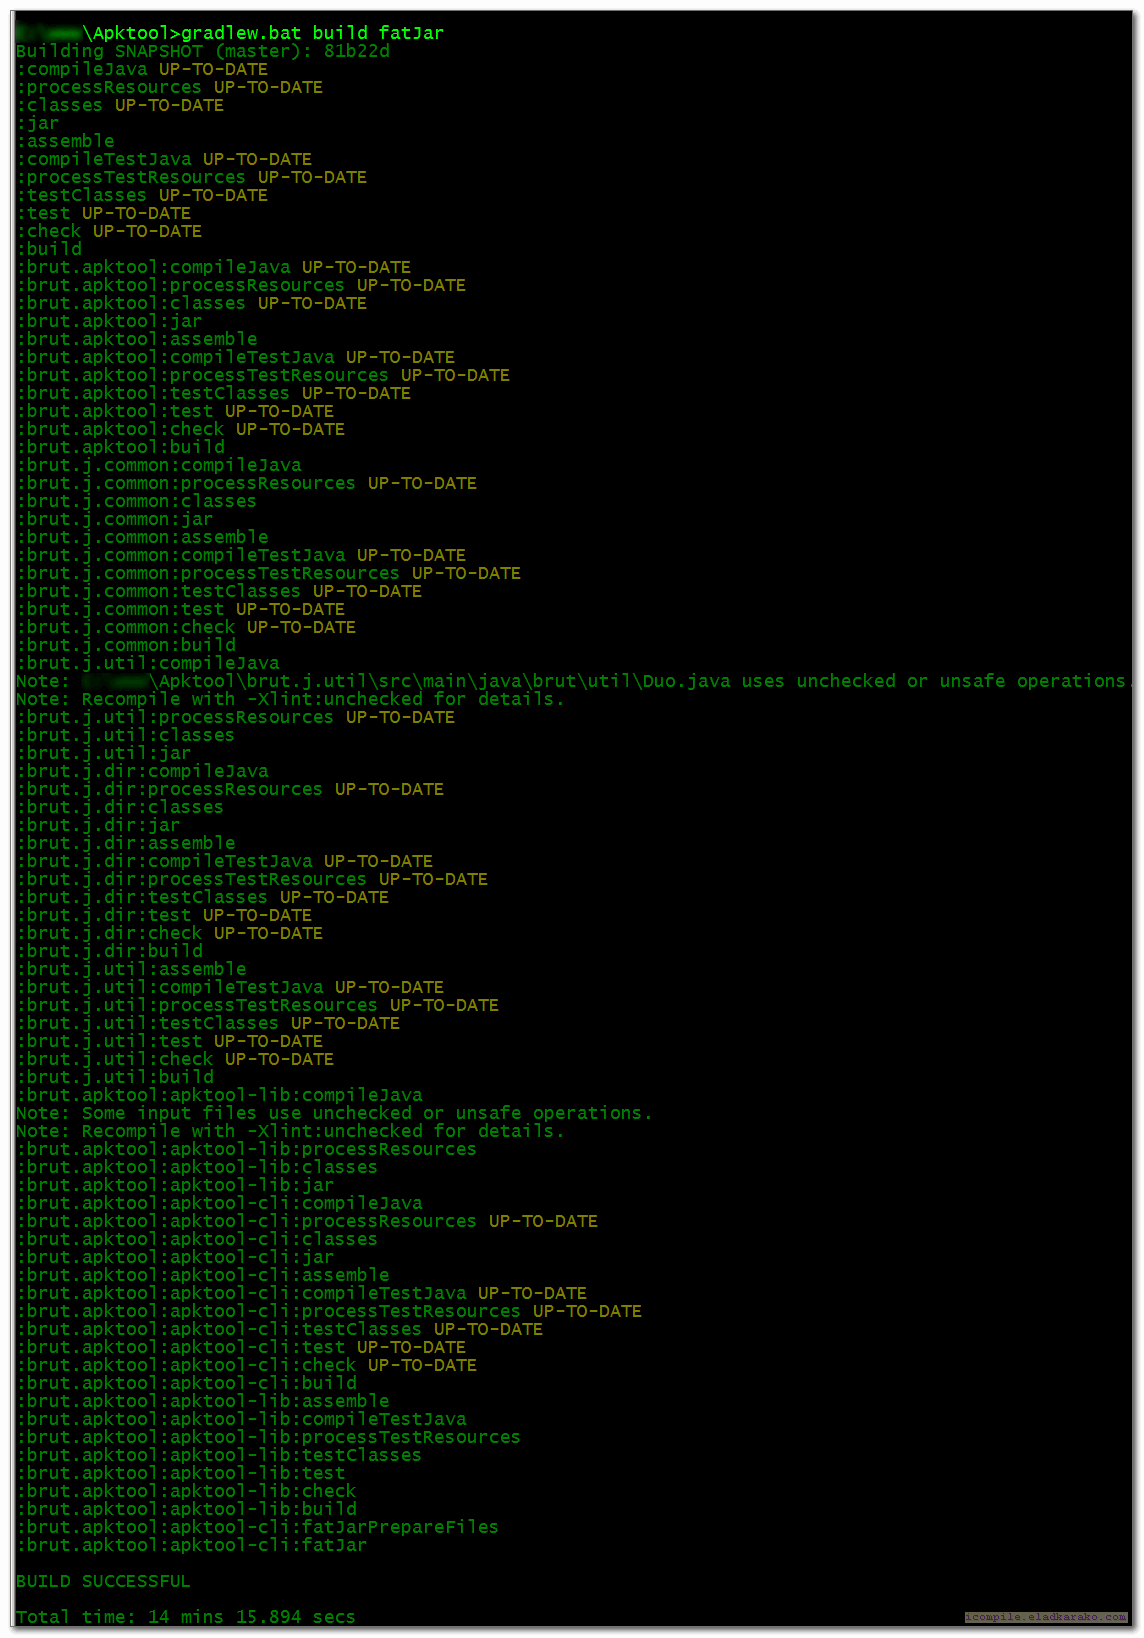 \Apktool>gradlew.bat build fatJar
Building SNAPSHOT (master): 81b22d
:compileJava UP-TO-DATE
:processResources UP-TO-DATE
:classes UP-TO-DATE
:jar
:assemble
:compileTestJava UP-TO-DATE
:processTestResources UP-TO-DATE
:testClasses UP-TO-DATE
:test UP-TO-DATE
:check UP-TO-DATE
:build
:brut.apktool:compileJava UP-TO-DATE
:brut.apktool:processResources UP-TO-DATE
:brut.apktool:classes UP-TO-DATE
:brut.apktool:jar
:brut.apktool:assemble
:brut.apktool:compileTestJava UP-TO-DATE
:brut.apktool:processTestResources UP-TO-DATE
:brut.apktool:testClasses UP-TO-DATE
:brut.apktool:test UP-TO-DATE
:brut.apktool:check UP-TO-DATE
:brut.apktool:build
:brut.j.common:compileJava
:brut.j.common:processResources UP-TO-DATE
:brut.j.common:classes
:brut.j.common:jar
:brut.j.common:assemble
:brut.j.common:compileTestJava UP-TO-DATE
:brut.j.common:processTestResources UP-TO-DATE
:brut.j.common:testClasses UP-TO-DATE
:brut.j.common:test UP-TO-DATE
:brut.j.common:check UP-TO-DATE
:brut.j.common:build
:brut.j.util:compileJava
Note: \Apktool\brut.j.util\src\main\java\brut\util\Duo.java uses unchecked or unsafe operations.
Note: Recompile with -Xlint:unchecked for details.
:brut.j.util:processResources UP-TO-DATE
:brut.j.util:classes
:brut.j.util:jar
:brut.j.dir:compileJava
:brut.j.dir:processResources UP-TO-DATE
:brut.j.dir:classes
:brut.j.dir:jar
:brut.j.dir:assemble
:brut.j.dir:compileTestJava UP-TO-DATE
:brut.j.dir:processTestResources UP-TO-DATE
:brut.j.dir:testClasses UP-TO-DATE
:brut.j.dir:test UP-TO-DATE
:brut.j.dir:check UP-TO-DATE
:brut.j.dir:build
:brut.j.util:assemble
:brut.j.util:compileTestJava UP-TO-DATE
:brut.j.util:processTestResources UP-TO-DATE
:brut.j.util:testClasses UP-TO-DATE
:brut.j.util:test UP-TO-DATE
:brut.j.util:check UP-TO-DATE
:brut.j.util:build
:brut.apktool:apktool-lib:compileJava
Note: Some input files use unchecked or unsafe operations.
Note: Recompile with -Xlint:unchecked for details.
:brut.apktool:apktool-lib:processResources
:brut.apktool:apktool-lib:classes
:brut.apktool:apktool-lib:jar
:brut.apktool:apktool-cli:compileJava
:brut.apktool:apktool-cli:processResources UP-TO-DATE
:brut.apktool:apktool-cli:classes
:brut.apktool:apktool-cli:jar
:brut.apktool:apktool-cli:assemble
:brut.apktool:apktool-cli:compileTestJava UP-TO-DATE
:brut.apktool:apktool-cli:processTestResources UP-TO-DATE
:brut.apktool:apktool-cli:testClasses UP-TO-DATE
:brut.apktool:apktool-cli:test UP-TO-DATE
:brut.apktool:apktool-cli:check UP-TO-DATE
:brut.apktool:apktool-cli:build
:brut.apktool:apktool-lib:assemble
:brut.apktool:apktool-lib:compileTestJava
:brut.apktool:apktool-lib:processTestResources
:brut.apktool:apktool-lib:testClasses
:brut.apktool:apktool-lib:test
:brut.apktool:apktool-lib:check
:brut.apktool:apktool-lib:build
:brut.apktool:apktool-cli:fatJarPrepareFiles
:brut.apktool:apktool-cli:fatJar
BUILD SUCCESSFUL
Total time: 14 mins 15.894 secs
icompile.eladkarako.com